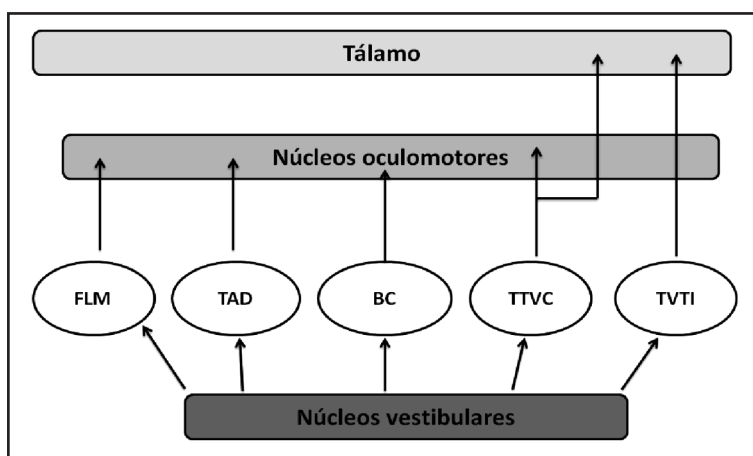 Tálamo
Núcleos oculomotores
FLM
TAD
BC
TTVC
TVTI
Núcleos vestibulares